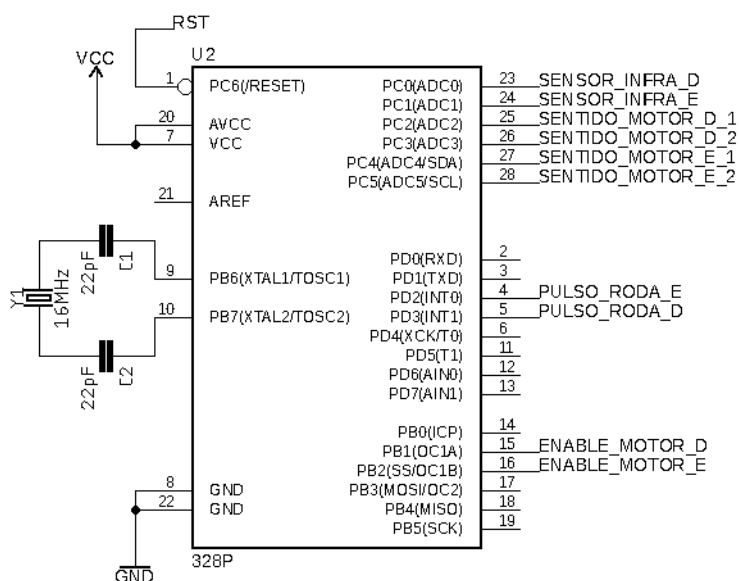 RST
U2
VCC
1 PC6(/RESET)
20 AVCC
7 VCC
21 AREF
9 PB6(XTAL1/TOSC1)
10 PB7(XTAL2/TOSC2)
8 GND
22 GND
PC0(ADC0) 23 SENSOR_INFRA_D
PC1(ADC1) 24 SENSOR_INFRA_E
PC2(ADC2) 25 SENTIDO_MOTOR_D_1
PC3(ADC3) 26 SENTIDO_MOTOR_D_2
PC4(ADC4/SDA) 27 SENTIDO_MOTOR_E_1
PC5(ADC5/SCL) 28 SENTIDO_MOTOR_E_2
PD0(RXD) 2
PD1(TXD) 3
PD2(INT0) 4 PULSO_RODA_E
PD3(INT1) 5 PULSO_RODA_D
PD4(XCK/T0) 6
PD5(T1) 11
PD6(AIN0) 12
PD7(AIN1) 13
PB0(ICP) 14
PB1(OC1A) 15 ENABLE_MOTOR_D
PB2(SS/OC1B) 16 ENABLE_MOTOR_E
PB3(MOSI/OC2) 17
PB4(MISO) 18
PB5(SCK) 19
Y1
16MHz
22pF
C1
22pF
C2
GND
328P